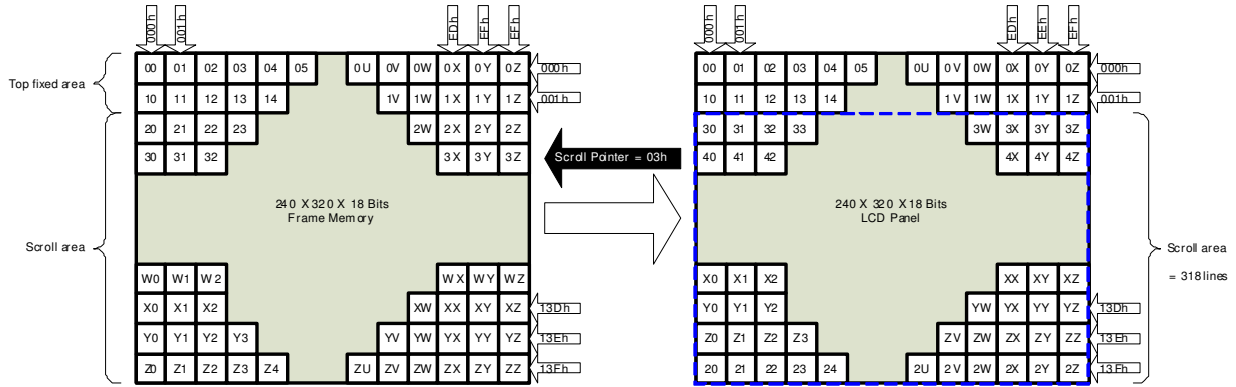 000h 001h EDh EFh EFh 000h 001h EDh EEh EFh
00 01 02 03 04 05 0U 0V 0W 0X 0Y 0Z 000h 00 01 02 03 04 05 0U 0V 0W 0X 0Y 0Z 000h
Top fixed area
10 11 12 13 14 1V 1W 1X 1Y 1Z 001h 10 11 12 13 14 1V 1W 1X 1Y 1Z 001h
20 21 22 23 2W 2X 2Y 2Z 30 31 32 33 3W 3X 3Y 3Z
30 31 32 3X 3Y 3Z Scroll Pointer = 03h 40 41 42 4X 4Y 4Z
240 X 320 X 18 Bits
Frame Memory
240 X 320 X 18 Bits
LCD Panel
Scroll area
Scroll area
= 318 lines
W0 W1 W2 WX WY WZ X0 X1 X2 XX XY XZ
X0 X1 X2 XW XX XY XZ 13Dh Y0 Y1 Y2 YW YX YY YZ 13Dh
Y0 Y1 Y2 Y3 YV YW YX YY YZ 13Eh Z0 Z1 Z2 Z3 ZV ZW ZX ZY ZZ 13Eh
Z0 Z1 Z2 Z3 Z4 ZU ZV ZW ZX ZY ZZ 13Fh 20 21 22 23 24 2U 2V 2W 2X 2Y 2Z 13Fh